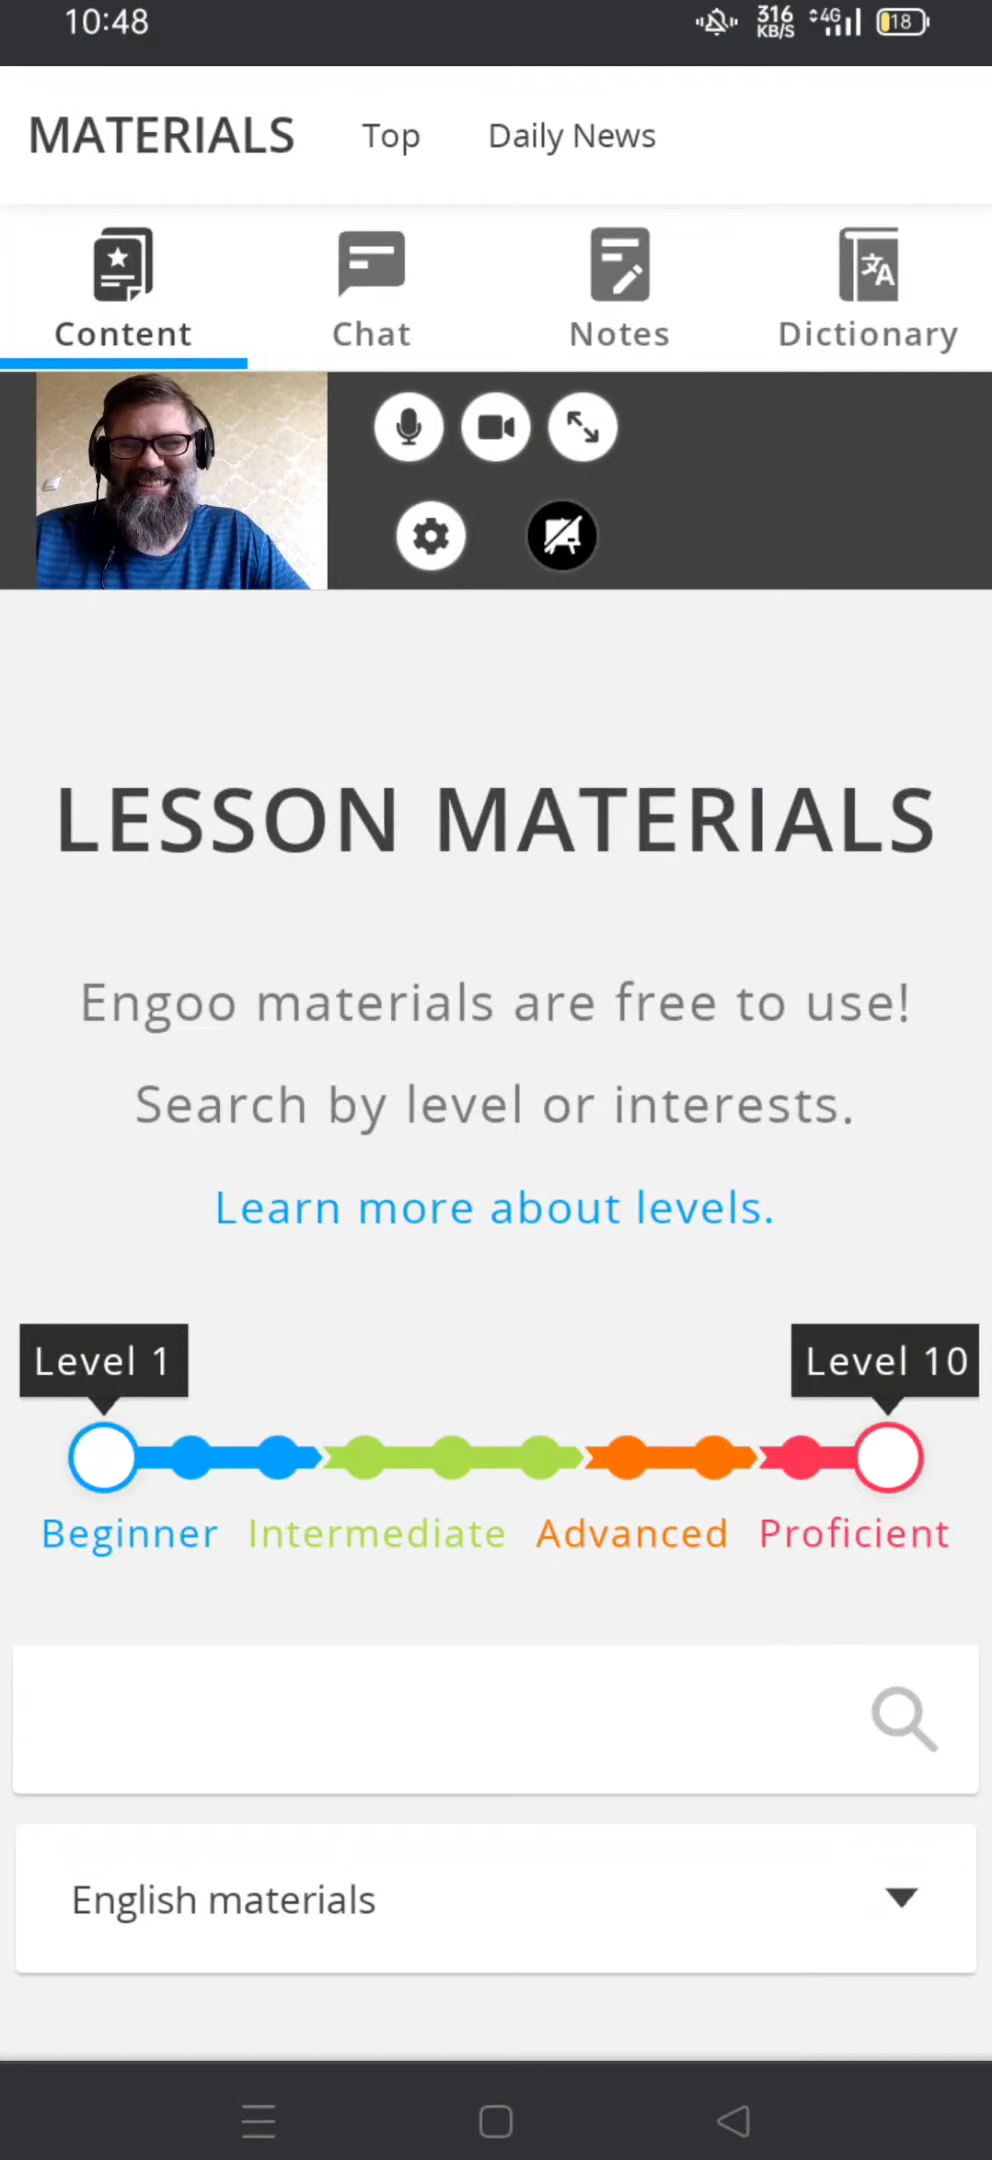 10:48 316 KB/S 4G 18
MATERIALS Top Daily News
Content Chat Notes Dictionary
LESSON MATERIALS
Engoo materials are free to use!
Search by level or interests.
Learn more about levels.
Level 1 Level 10
Beginner Intermediate Advanced Proficient
English materials